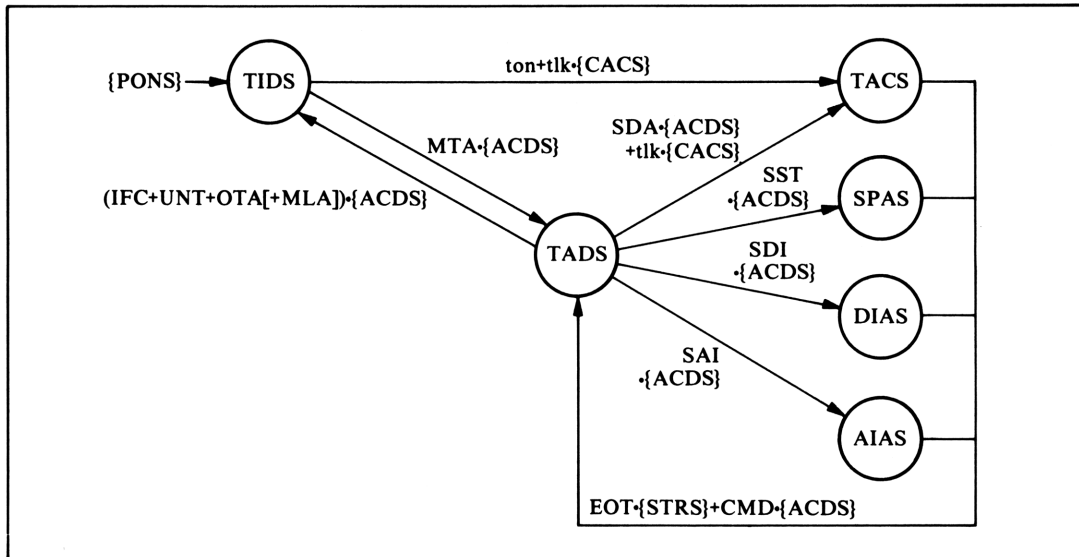 ton+tlk•{CACS}
{PONS}
TIDS
TACS
SDA•{ACDS}
+tlk•{CACS}
MTA•{ACDS}
SST
•{ACDS}
(IFC+UNT+OTA[+MLA])•{ACDS}
SPAS
TADS
SDI
•{ACDS}
DIAS
SAI
•{ACDS}
AIAS
EOT•{STRS}+CMD•{ACDS}